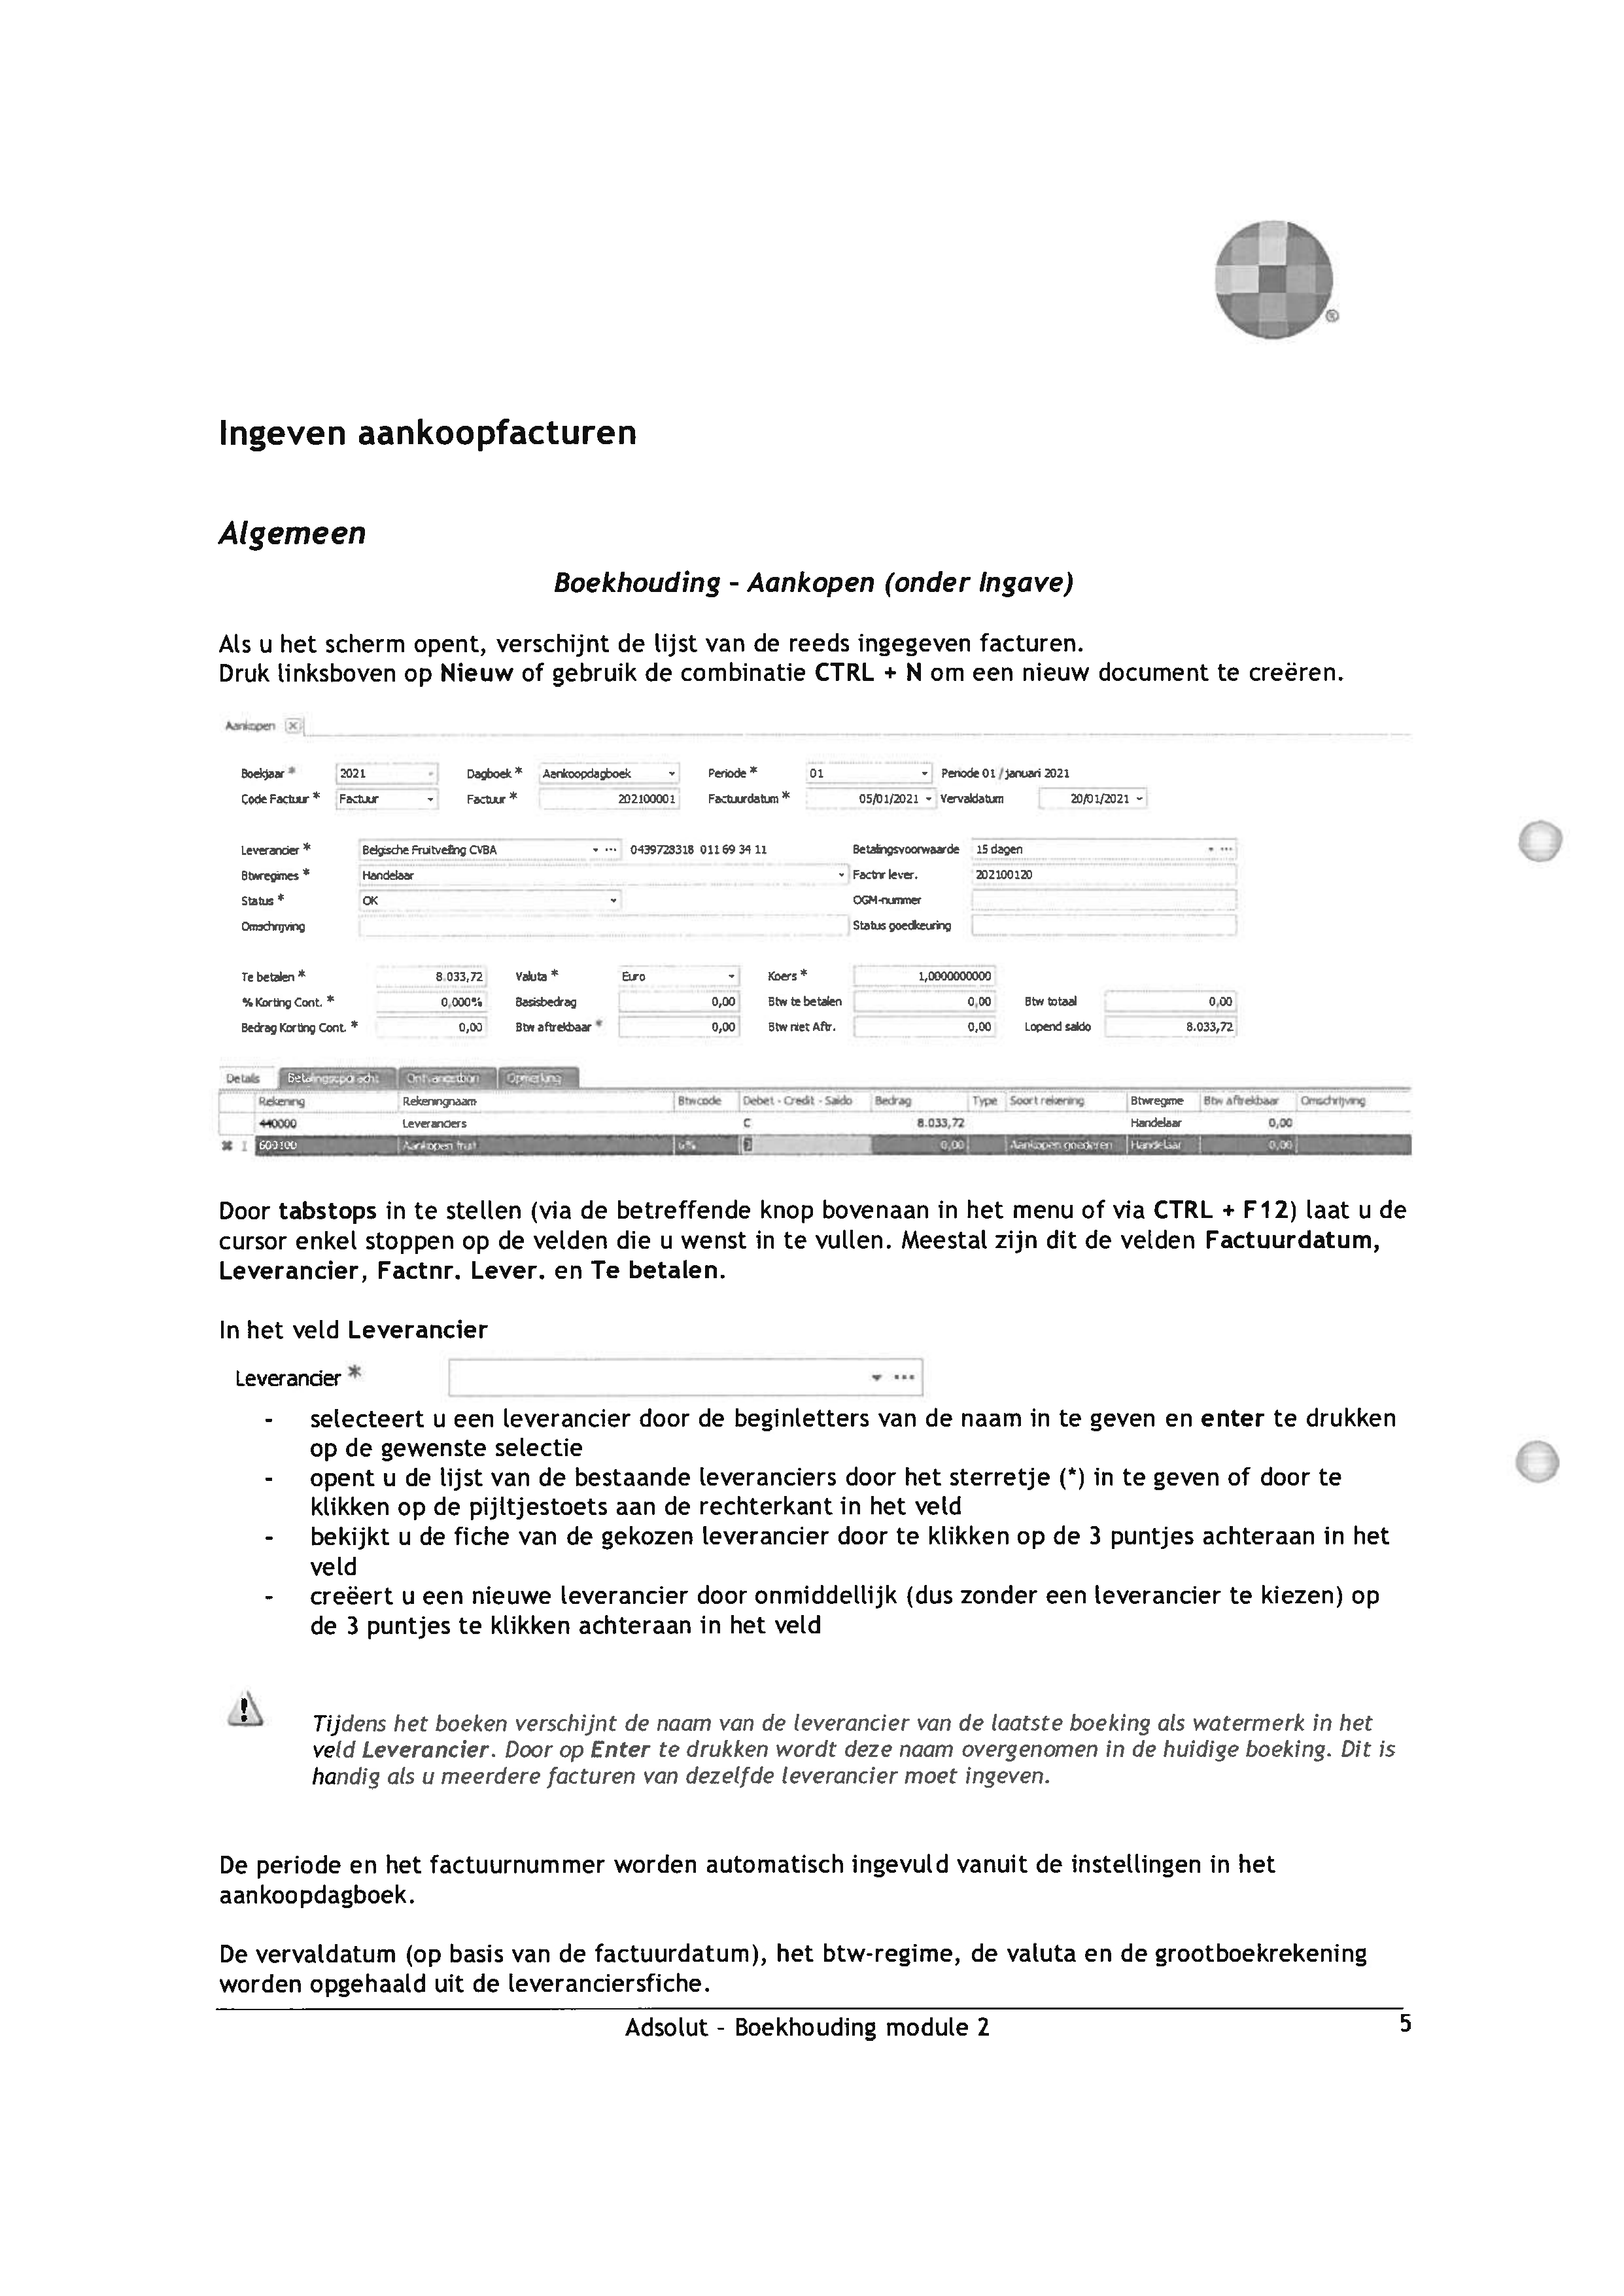 ®
Ingeven aankoopfacturen
Algemeen
Boekhouding - Aankopen (onder Ingave)
Als u het scherm opent, verschijnt de lijst van de reeds ingegeven facturen.
Druk linksboven op Nieuw of gebruik de combinatie CTRL + N om een nieuw document te creëren.
Aankopen
Boekjaar * 2021 Dagboek * Aankoopdagboek Periode * 01 Periode 01 / januari 2021
Code Factuur * Factuur Factuur * 202100001 Factuurdatum * 05/01/2021 Vervaldatum 20/01/2021
Leverancier * Belgische Fruitveiling CVBA ... 0439728318 011 69 34 11 Betalingsvoorwaarde 15 dagen ...
Btwregimes * Handelaar Factnr lever. 202100120
Status * OK OGM-nummer
Omschrijving Status goedkeuring
Te betalen * 8.033,72 Valuta * Euro Koers * 1,0000000000
% Korting Cont. * 0,000% Basisbedrag 0,00 Btw te betalen 0,00 Btw totaal 0,00
Bedrag Korting Cont. * 0,00 Btw aftrekbaar * 0,00 Btw niet Aftr. 0,00 Lopend saldo 8.033,72
Details Betalingsopdracht Ontvangstbon Opmerking
Rekening Rekeningnaam Btwcode Debet - Credit - Saldo Bedrag Type Soort rekening Btwregime Btw aftrekbaar Omschrijving
440000 Leveranciers C 8.033,72 Handelaar 0,00
600100 Aankopen fruit 6% 0,00 Aankopen goederen Handelaar 0,00
Door tabstops in te stellen (via de betreffende knop bovenaan in het menu of via CTRL + F12) laat u de
cursor enkel stoppen op de velden die u wenst in te vullen. Meestal zijn dit de velden Factuurdatum,
Leverancier, Factnr. Lever. en Te betalen.
In het veld Leverancier
Leverancier * ...
- selecteert u een leverancier door de beginletters van de naam in te geven en enter te drukken
op de gewenste selectie
- opent u de lijst van de bestaande leveranciers door het sterretje (*) in te geven of door te
klikken op de pijltjestoets aan de rechterkant in het veld
- bekijkt u de fiche van de gekozen leverancier door te klikken op de 3 puntjes achteraan in het
veld
- creëert u een nieuwe leverancier door onmiddellijk (dus zonder een leverancier te kiezen) op
de 3 puntjes te klikken achteraan in het veld
Tijdens het boeken verschijnt de naam van de leverancier van de laatste boeking als watermerk in het
veld Leverancier. Door op Enter te drukken wordt deze naam overgenomen in de huidige boeking. Dit is
handig als u meerdere facturen van dezelfde leverancier moet ingeven.
De periode en het factuurnummer worden automatisch ingevuld vanuit de instellingen in het
aankoopdagboek.
De vervaldatum (op basis van de factuurdatum), het btw-regime, de valuta en de grootboekrekening
worden opgehaald uit de leveranciersfiche.
Adsolut - Boekhouding module 2 5